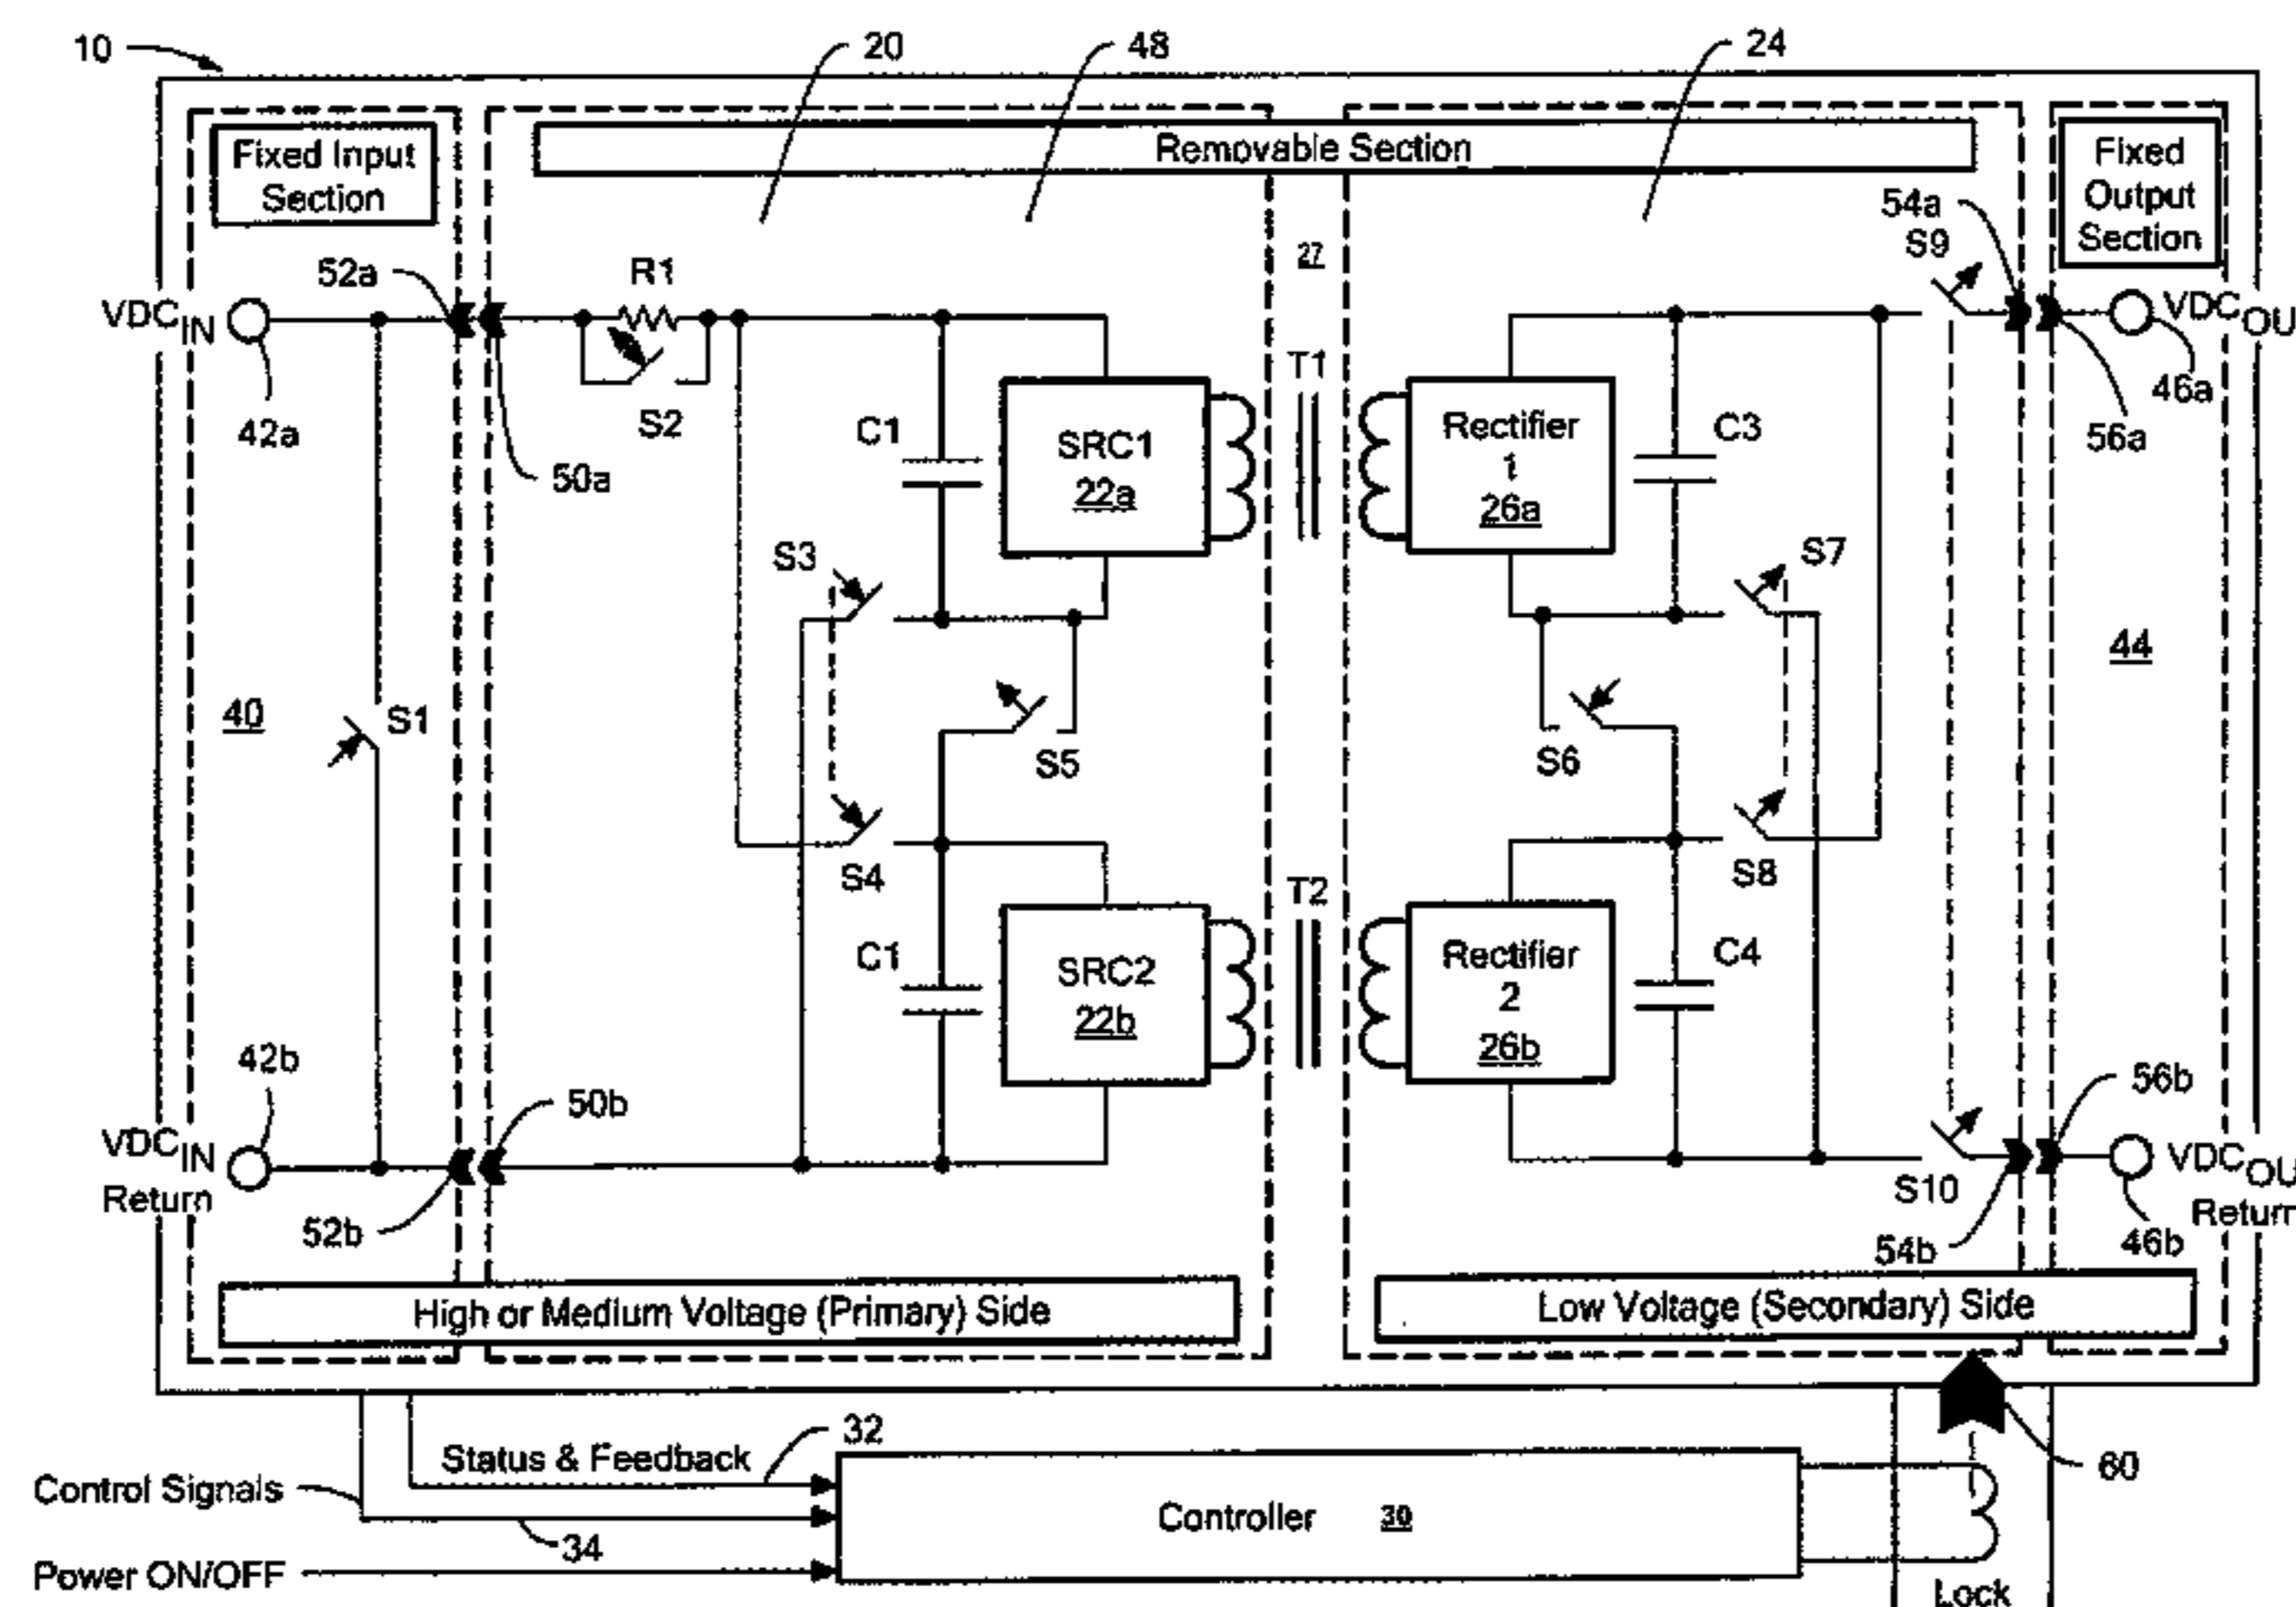 10
20
48
24
Fixed Input
Section
Removable Section
Fixed
Output
Section
54a
S9
27
52a
R1
VDCIN
VDCOU
42a
S2
50a
C1
SRC1
22a
T1
Rectifier
1
26a
C3
46a
56a
S3
S7
40
S1
S5
S6
44
S4
S8
C1
SRC2
22b
T2
Rectifier
2
26b
C4
42b
50b
56b
VDCIN
Return
52b
S10
54b
VDCOU
Return
46b
High or Medium Voltage (Primary) Side
Low Voltage (Secondary) Side
Status & Feedback
32
Control Signals
34
Power ON/OFF
Controller 30
60
Lock